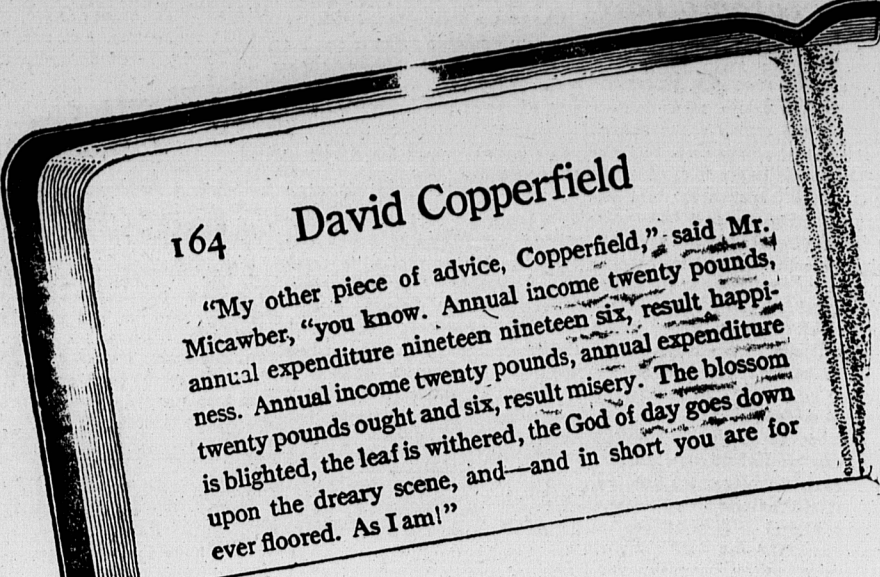 164 David Copperfield
“My other piece of advice, Copperfield,” said Mr.
Micawber, “you know. Annual income twenty pounds,
annual expenditure nineteen nineteen six, result happi-
ness. Annual income twenty pounds, annual expenditure
twenty pounds ought and six, result misery. The blossom
is blighted, the leaf is withered, the God of day goes down
upon the dreary scene, and—and in short you are for
ever floored. As I am!”